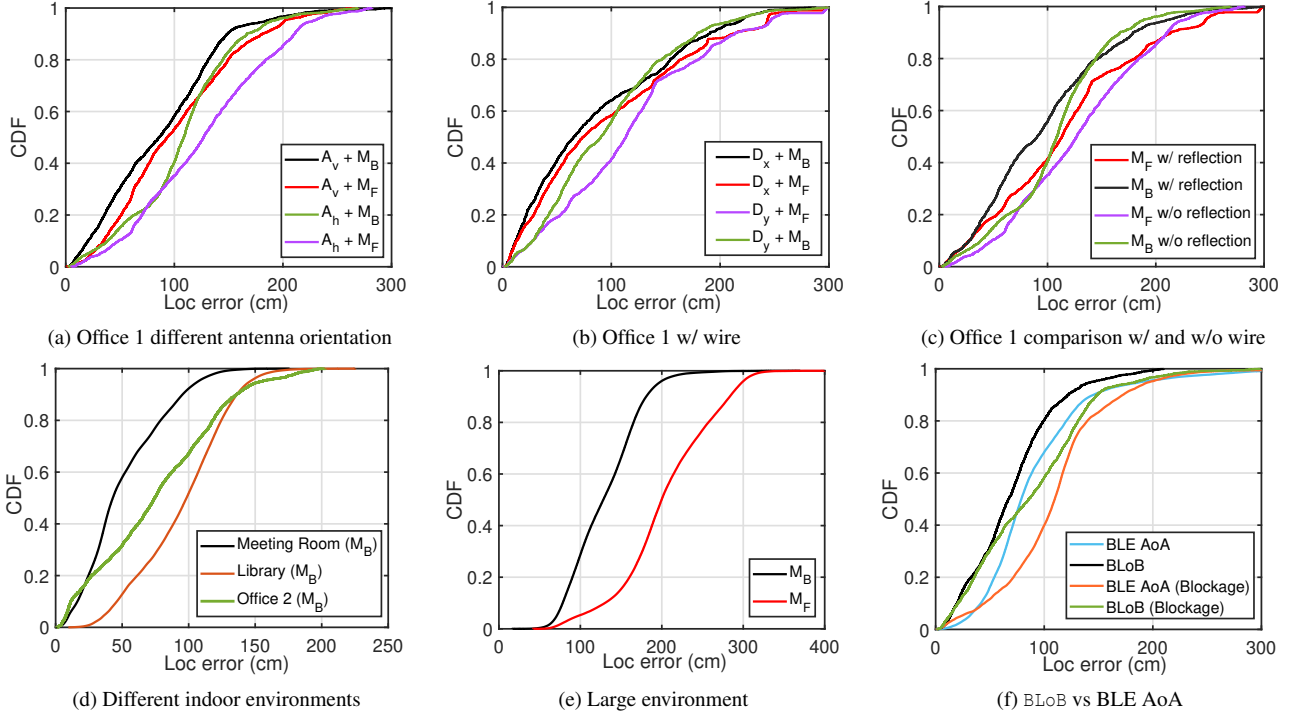 1
0.8
0.6
0.4
0.2
0
CDF
A_v + M_B
A_v + M_F
A_h + M_B
A_h + M_F
0 100 200 300
Loc error (cm)
(a) Office 1 different antenna orientation
1
0.8
0.6
0.4
0.2
0
CDF
D_x + M_B
D_x + M_F
D_y + M_F
D_y + M_B
0 100 200 300
Loc error (cm)
(b) Office 1 w/ wire
1
0.8
0.6
0.4
0.2
0
CDF
M_F w/ reflection
M_B w/ reflection
M_F w/o reflection
M_B w/o reflection
0 100 200 300
Loc error (cm)
(c) Office 1 comparison w/ and w/o wire
1
0.8
0.6
0.4
0.2
0
CDF
Meeting Room (M_B)
Library (M_B)
Office 2 (M_B)
0 50 100 150 200 250
Loc error (cm)
(d) Different indoor environments
1
0.8
0.6
0.4
0.2
0
CDF
M_B
M_F
100 200 300 400
Loc error (cm)
(e) Large environment
1
0.8
0.6
0.4
0.2
0
CDF
BLE AoA
BLoB
BLE AoA (Blockage)
BLoB (Blockage)
0 100 200 300
Loc error (cm)
(f) BLoB vs BLE AoA